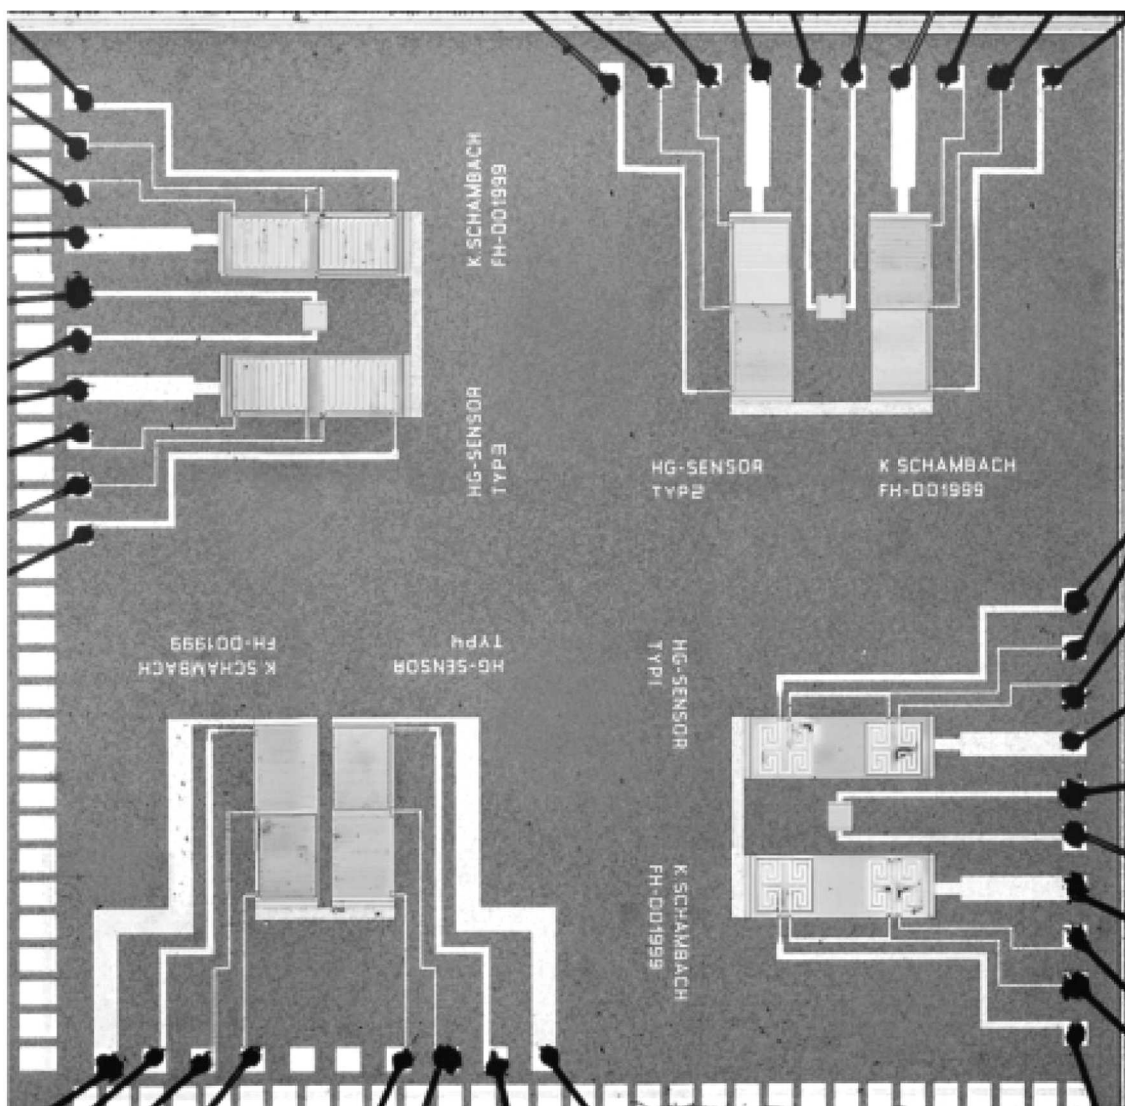 K SCHAMBACH
FH-DO1999
HG-SENSOR
TYP3
HG-SENSOR
TYP2
K SCHAMBACH
FH-DO1999
K SCHAMBACH
FH-DO1999
HG-SENSOR
TYP4
HG-SENSOR
TYP1
K SCHAMBACH
FH-DO1999